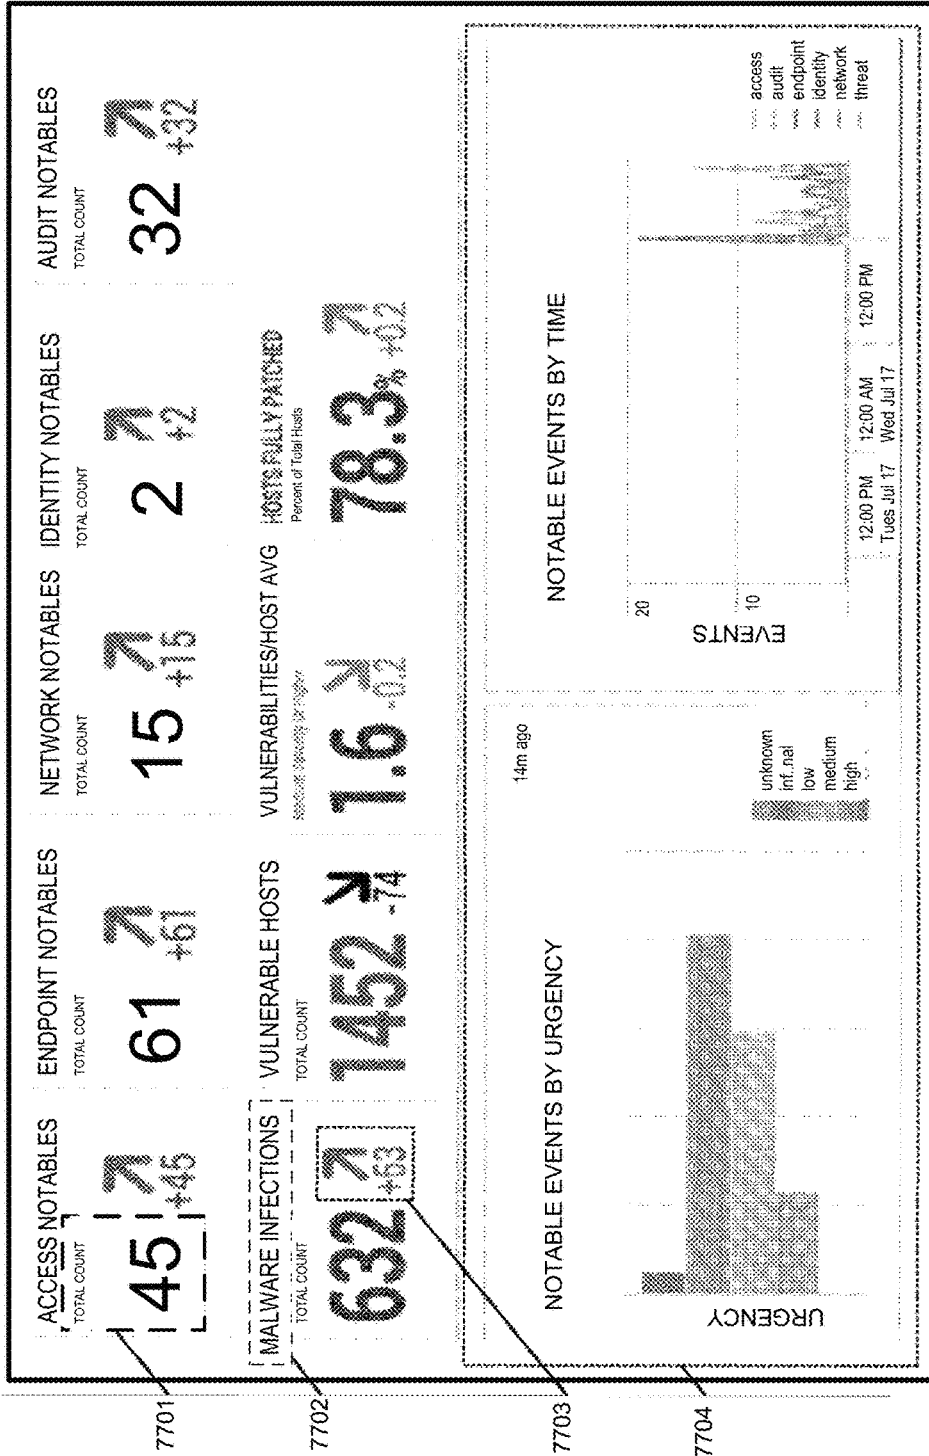 ACCESS NOTABLES
TOTAL COUNT
45 +45
ENDPOINT NOTABLES
TOTAL COUNT
61 +61
NETWORK NOTABLES
TOTAL COUNT
15 +15
IDENTITY NOTABLES
TOTAL COUNT
2 +2
AUDIT NOTABLES
TOTAL COUNT
32 +32
MALWARE INFECTIONS
TOTAL COUNT
632 +63
VULNERABLE HOSTS
TOTAL COUNT
1452 -74
VULNERABILITIES/HOST AVG
1.6 -0.2
HOSTS FULLY PATCHED
Percent of Total Hosts
78.3% +0.2
NOTABLE EVENTS BY URGENCY
14m ago
URGENCY
unknown
inf..nal
low
medium
high
NOTABLE EVENTS BY TIME
EVENTS
20
10
12:00 PM
Tues Jul 17
12:00 AM
Wed Jul 17
12:00 PM
access
audit
endpoint
identity
network
threat
7701
7702
7703
7704